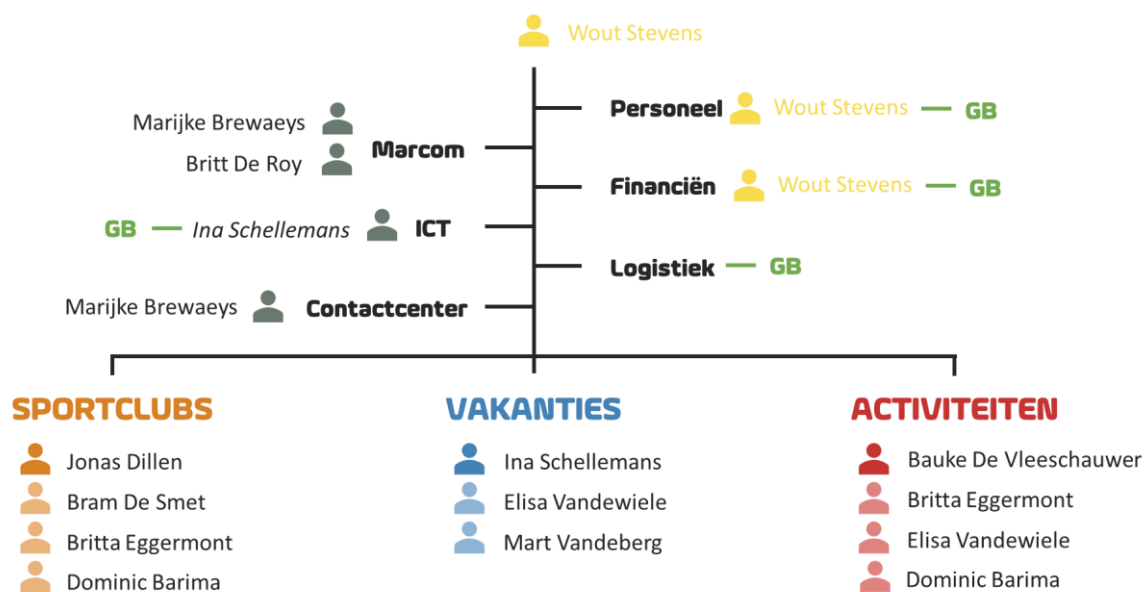 Wout Stevens
Marijke Brewaeys
Britt De Roy
Marcom
GB — Ina Schellemans ICT
Marijke Brewaeys Contactcenter
Personeel Wout Stevens — GB
Financiën Wout Stevens — GB
Logistiek — GB
SPORTCLUBS
Jonas Dillen
Bram De Smet
Britta Eggermont
Dominic Barima
VAKANTIES
Ina Schellemans
Elisa Vandewiele
Mart Vandeberg
ACTIVITEITEN
Bauke De Vleeschauwer
Britta Eggermont
Elisa Vandewiele
Dominic Barima